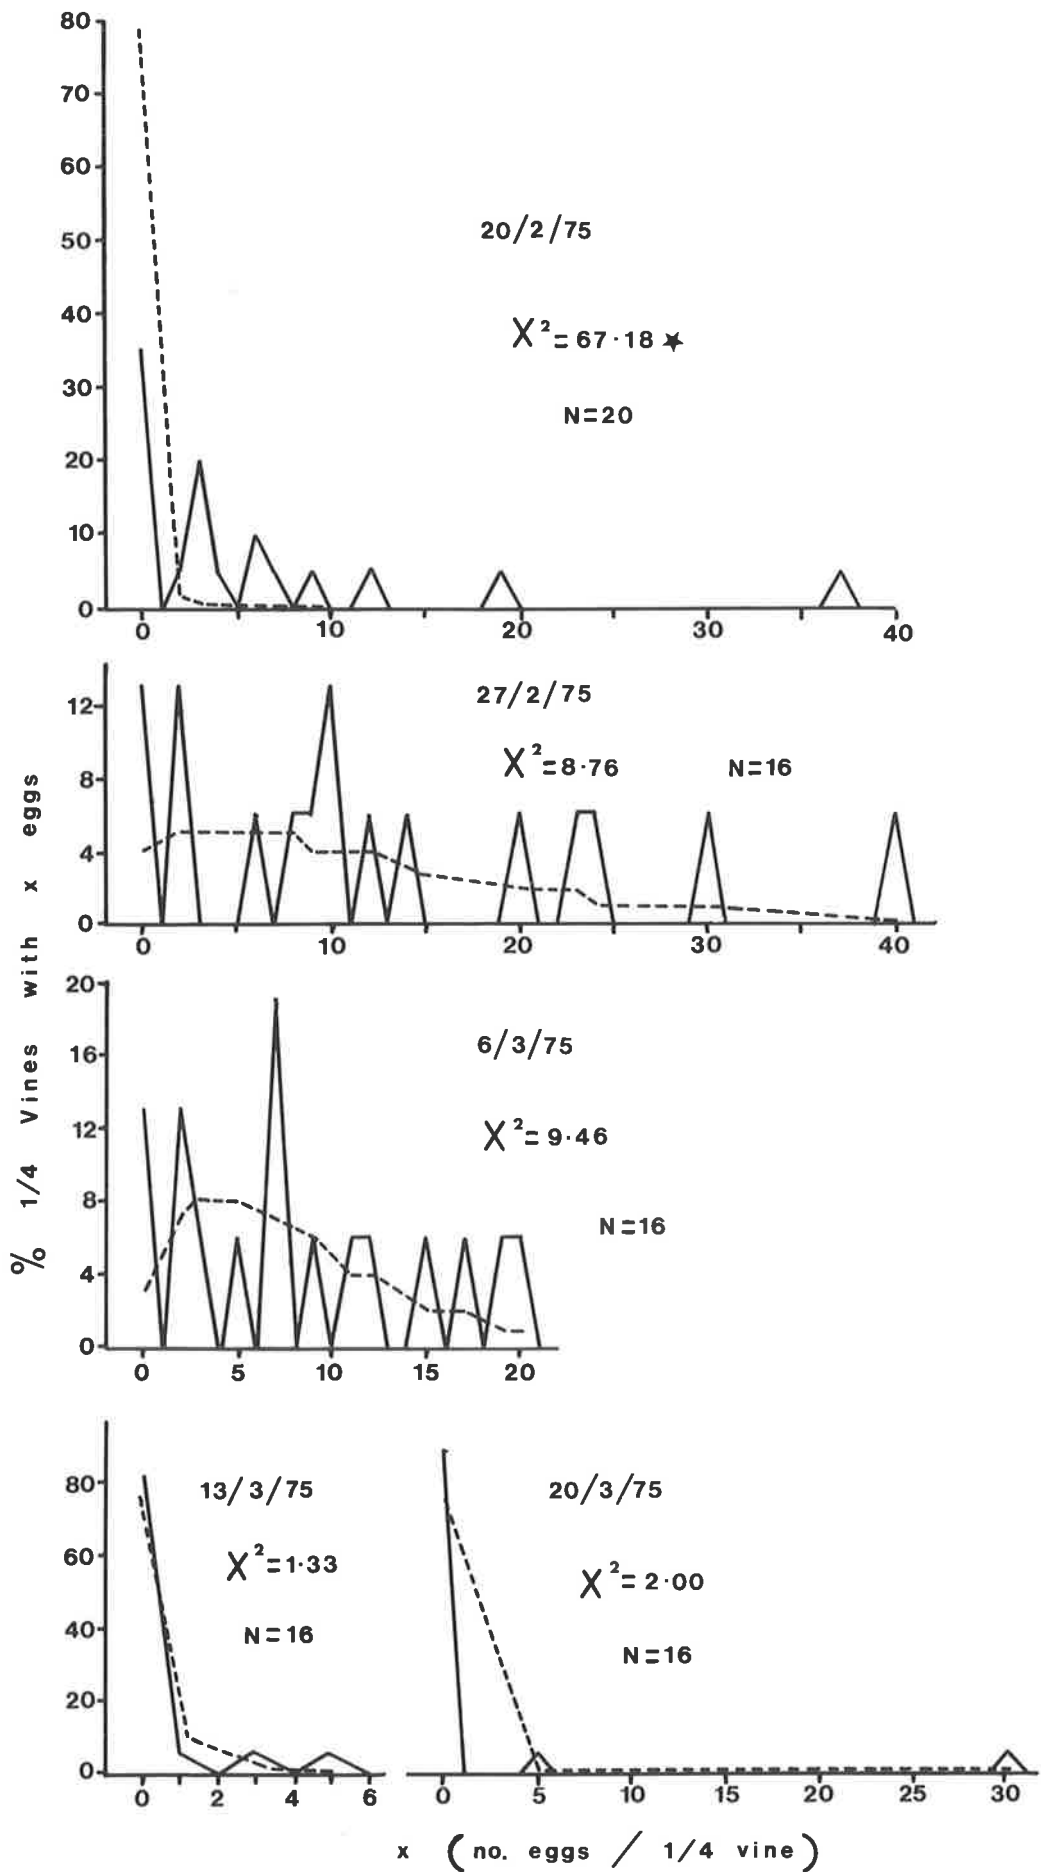 80
70
60
50
40
30
20
10
0
20/2/75
X²=67·18 ★
N=20
0 10 20 30 40
12
8
4
0
27/2/75
X²=8·76 N=16
0 10 20 30 40
20
16
12
8
4
0
6/3/75
X²=9·46
N=16
0 5 10 15 20
80
60
40
20
0
13/3/75
X²=1·33
N=16
0 2 4 6
20/3/75
X²=2·00
N=16
0 5 10 15 20 25 30
% 1/4 Vines with x eggs
x (no. eggs / 1/4 vine)